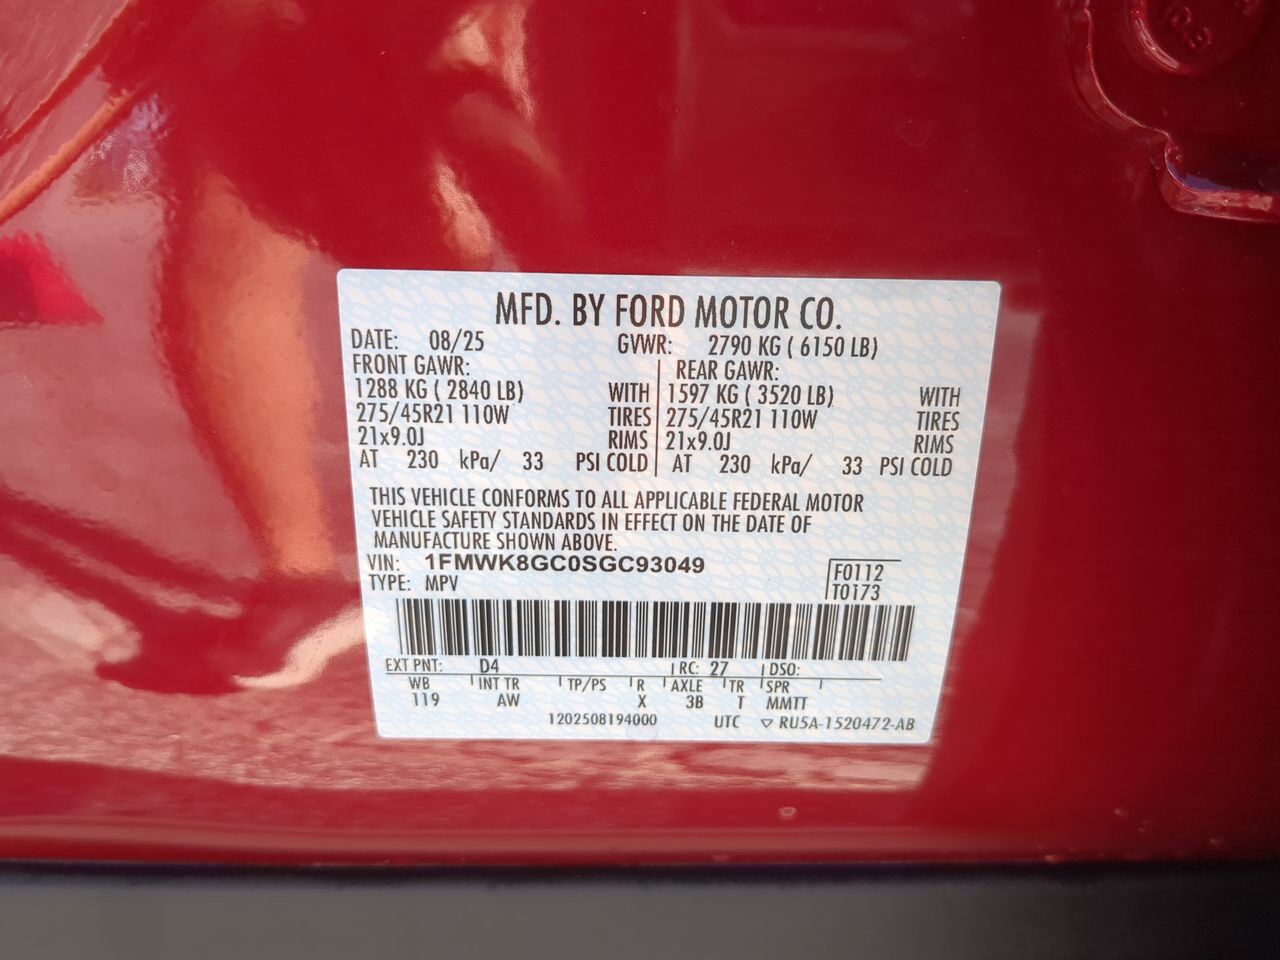 MFD. BY FORD MOTOR CO.
DATE: 08/25 GVWR: 2790 KG ( 6150 LB)
FRONT GAWR: REAR GAWR:
1288 KG ( 2840 LB) WITH 1597 KG ( 3520 LB) WITH
275/45R21 110W TIRES 275/45R21 110W TIRES
21x9.0J RIMS 21x9.0J RIMS
AT 230 kPa/ 33 PSI COLD AT 230 kPa/ 33 PSI COLD
THIS VEHICLE CONFORMS TO ALL APPLICABLE FEDERAL MOTOR
VEHICLE SAFETY STANDARDS IN EFFECT ON THE DATE OF
MANUFACTURE SHOWN ABOVE.
VIN: 1FMWK8GC0SGC93049 F0112
TYPE: MPV T0173
EXT PNT: D4 RC: 27 DSO:
WB INT TR TP/PS R AXLE TR SPR
119 AW X 3B T MMTT
1202508194000 UTC ▽ RU5A-1520472-AB